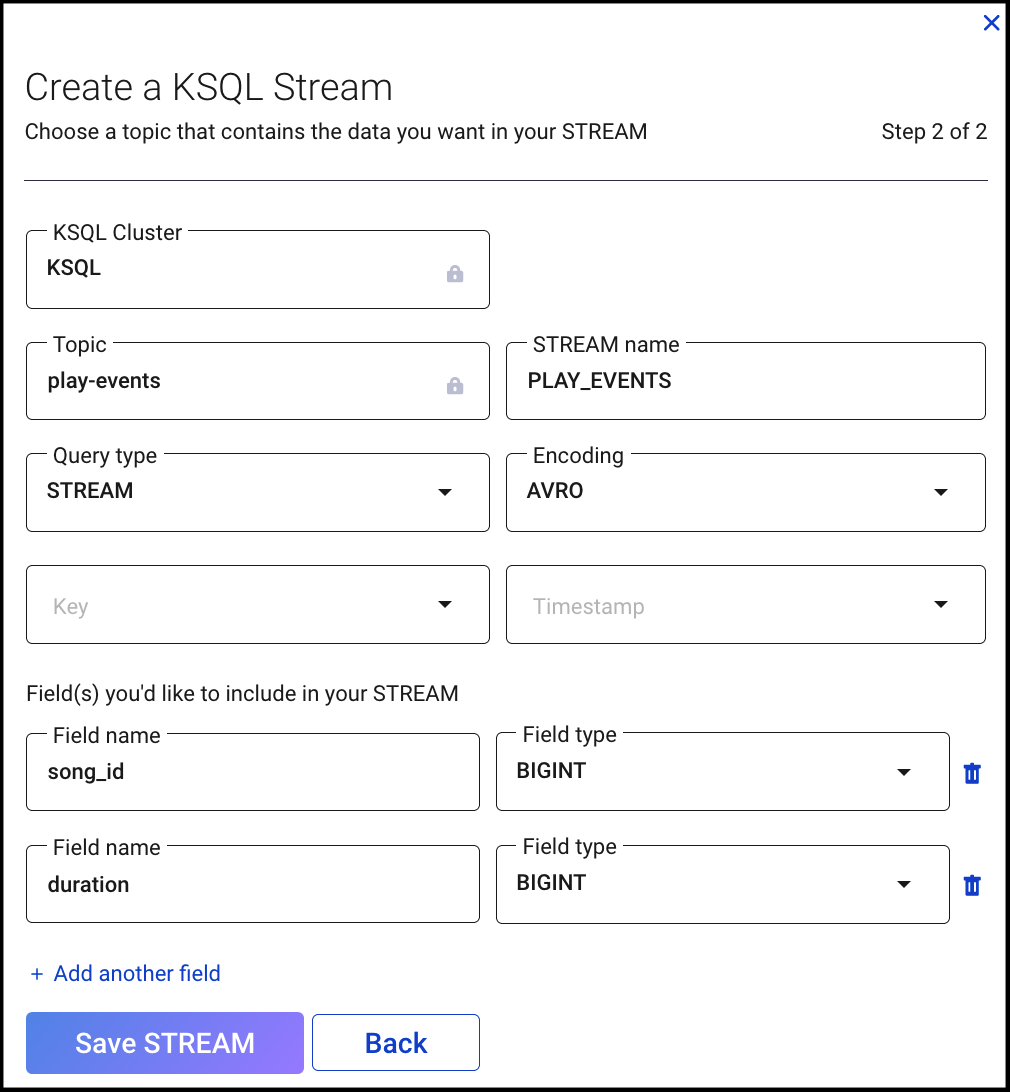 Create a KSQL Stream
Choose a topic that contains the data you want in your STREAM
Step 2 of 2
KSQL Cluster
KSQL
Topic
play-events
STREAM name
PLAY_EVENTS
Query type
STREAM
Encoding
AVRO
Key
Timestamp
Field(s) you'd like to include in your STREAM
Field name
song_id
Field type
BIGINT
Field name
duration
Field type
BIGINT
+ Add another field
Save STREAM
Back